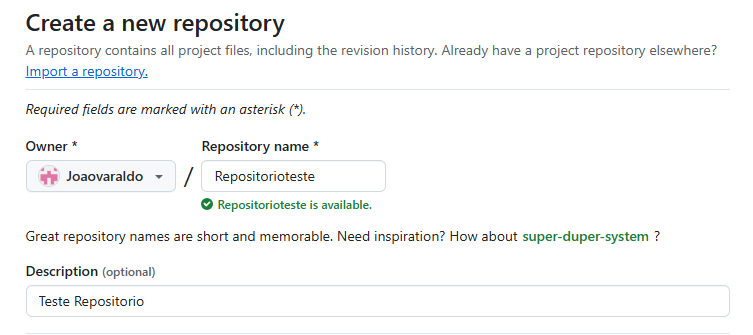 Create a new repository
A repository contains all project files, including the revision history. Already have a project repository elsewhere?
Import a repository.
Required fields are marked with an asterisk (*).
Owner * Repository name *
Joaovaraldo / Repositorioteste
Repositorioteste is available.
Great repository names are short and memorable. Need inspiration? How about super-duper-system ?
Description (optional)
Teste Repositorio